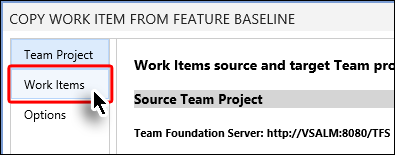 COPY WORK ITEM FROM FEATURE BASELINE
Team Project
Work Items
Options
Work Items source and target Team pro
Source Team Project
Team Foundation Server: http://VSALM:8080/TFS